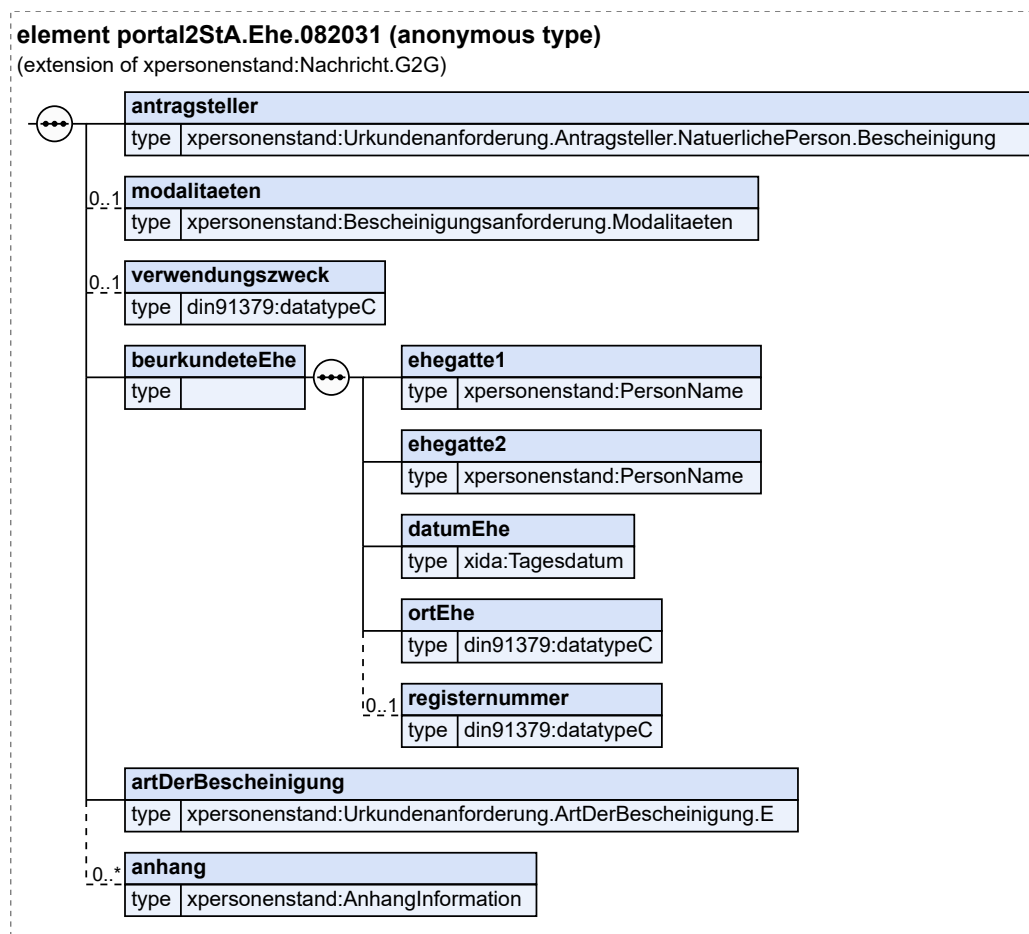 element portal2StA.Ehe.082031 (anonymous type)
(extension of xpersonenstand:Nachricht.G2G)
antragsteller
type xpersonenstand:Urkundenanforderung.Antragsteller.NatuerlichePerson.Bescheinigung
0..1 modalitaeten
type xpersonenstand:Bescheinigungsanforderung.Modalitaeten
0..1 verwendungszweck
type din91379:datatypeC
beurkundeteEhe
type
ehegatte1
type xpersonenstand:PersonName
ehegatte2
type xpersonenstand:PersonName
datumEhe
type xida:Tagesdatum
ortEhe
type din91379:datatypeC
0..1 registernummer
type din91379:datatypeC
artDerBescheinigung
type xpersonenstand:Urkundenanforderung.ArtDerBescheinigung.E
0..* anhang
type xpersonenstand:AnhangInformation